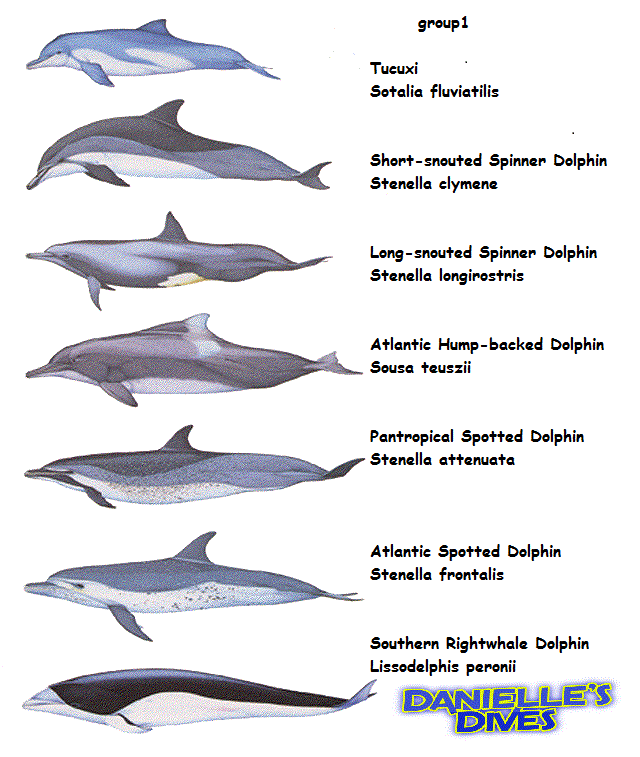 group1
Tucuxi
Sotalia fluviatilis
Short-snouted Spinner Dolphin
Stenella clymene
Long-snouted Spinner Dolphin
Stenella longirostris
Atlantic Hump-backed Dolphin
Sousa teuszii
Pantropical Spotted Dolphin
Stenella attenuata
Atlantic Spotted Dolphin
Stenella frontalis
Southern Rightwhale Dolphin
Lissodelphis peronii
DANIELLE'S
DIVES